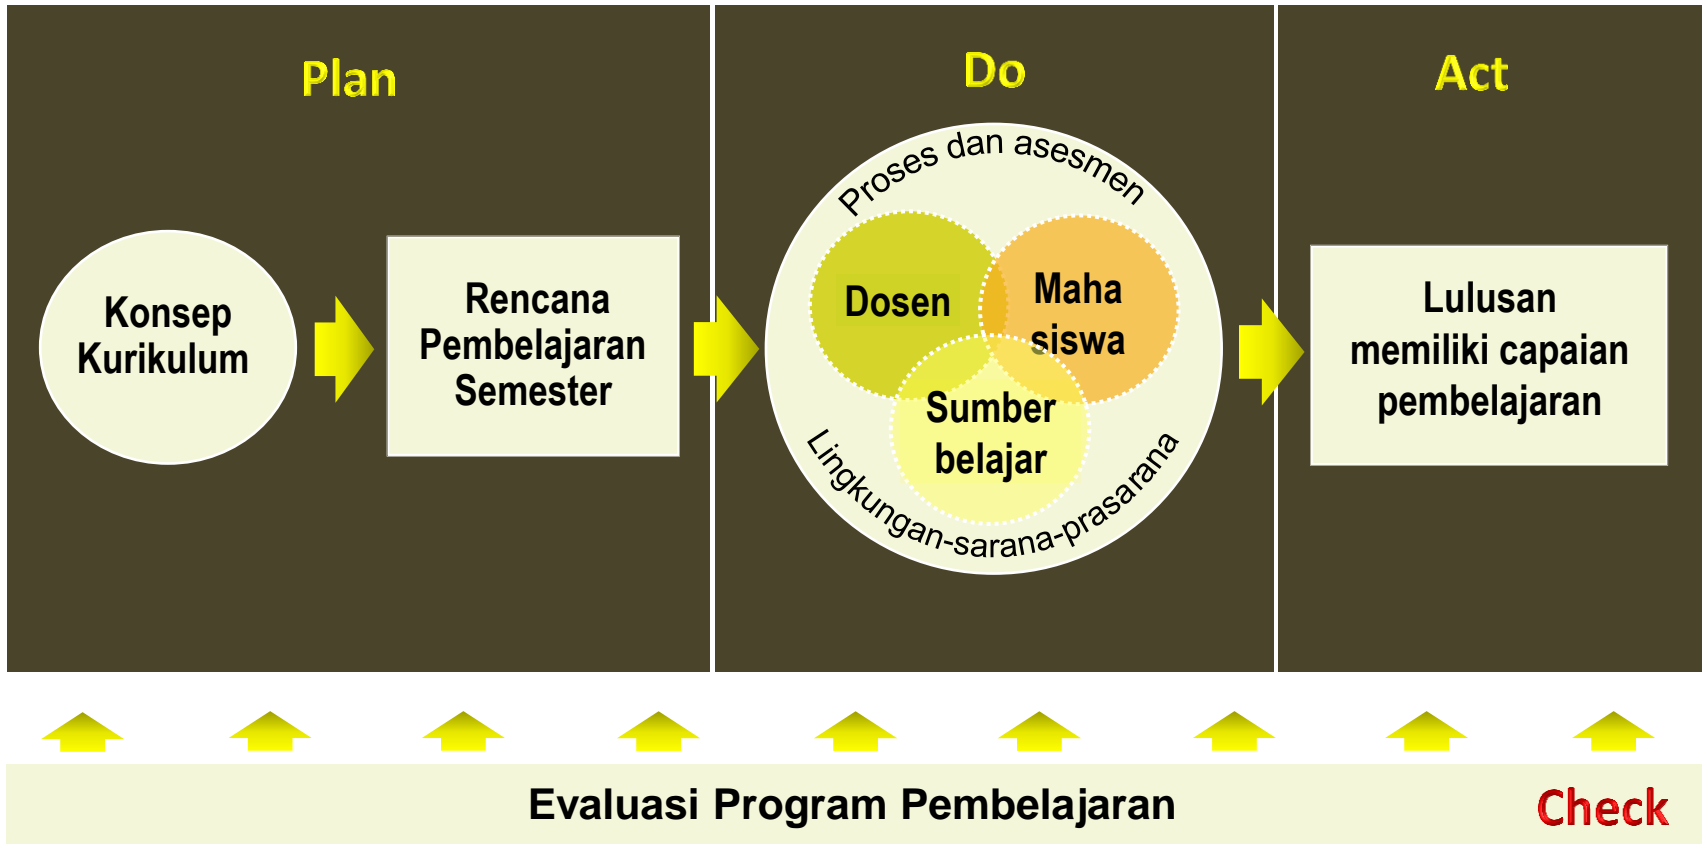 Plan
Konsep
Kurikulum
Rencana
Pembelajaran
Semester
Do
Proses dan asesmen
Dosen
Maha
siswa
Sumber
belajar
Lingkungan-sarana-prasarana
Act
Lulusan
memiliki capaian
pembelajaran
Evaluasi Program Pembelajaran
Check